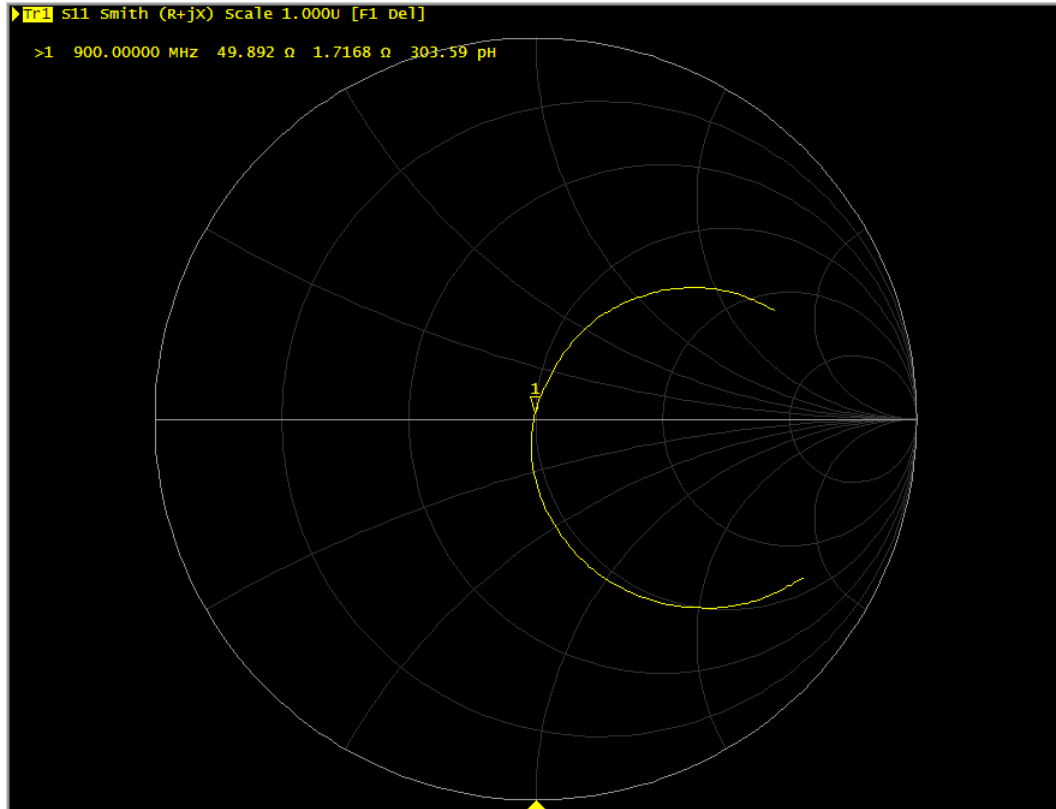 Tr1 S11 Smith (R+jX) Scale 1.000U [F1 Del]
>1 900.00000 MHz 49.892 Ω 1.7168 Ω 303.59 pH
1